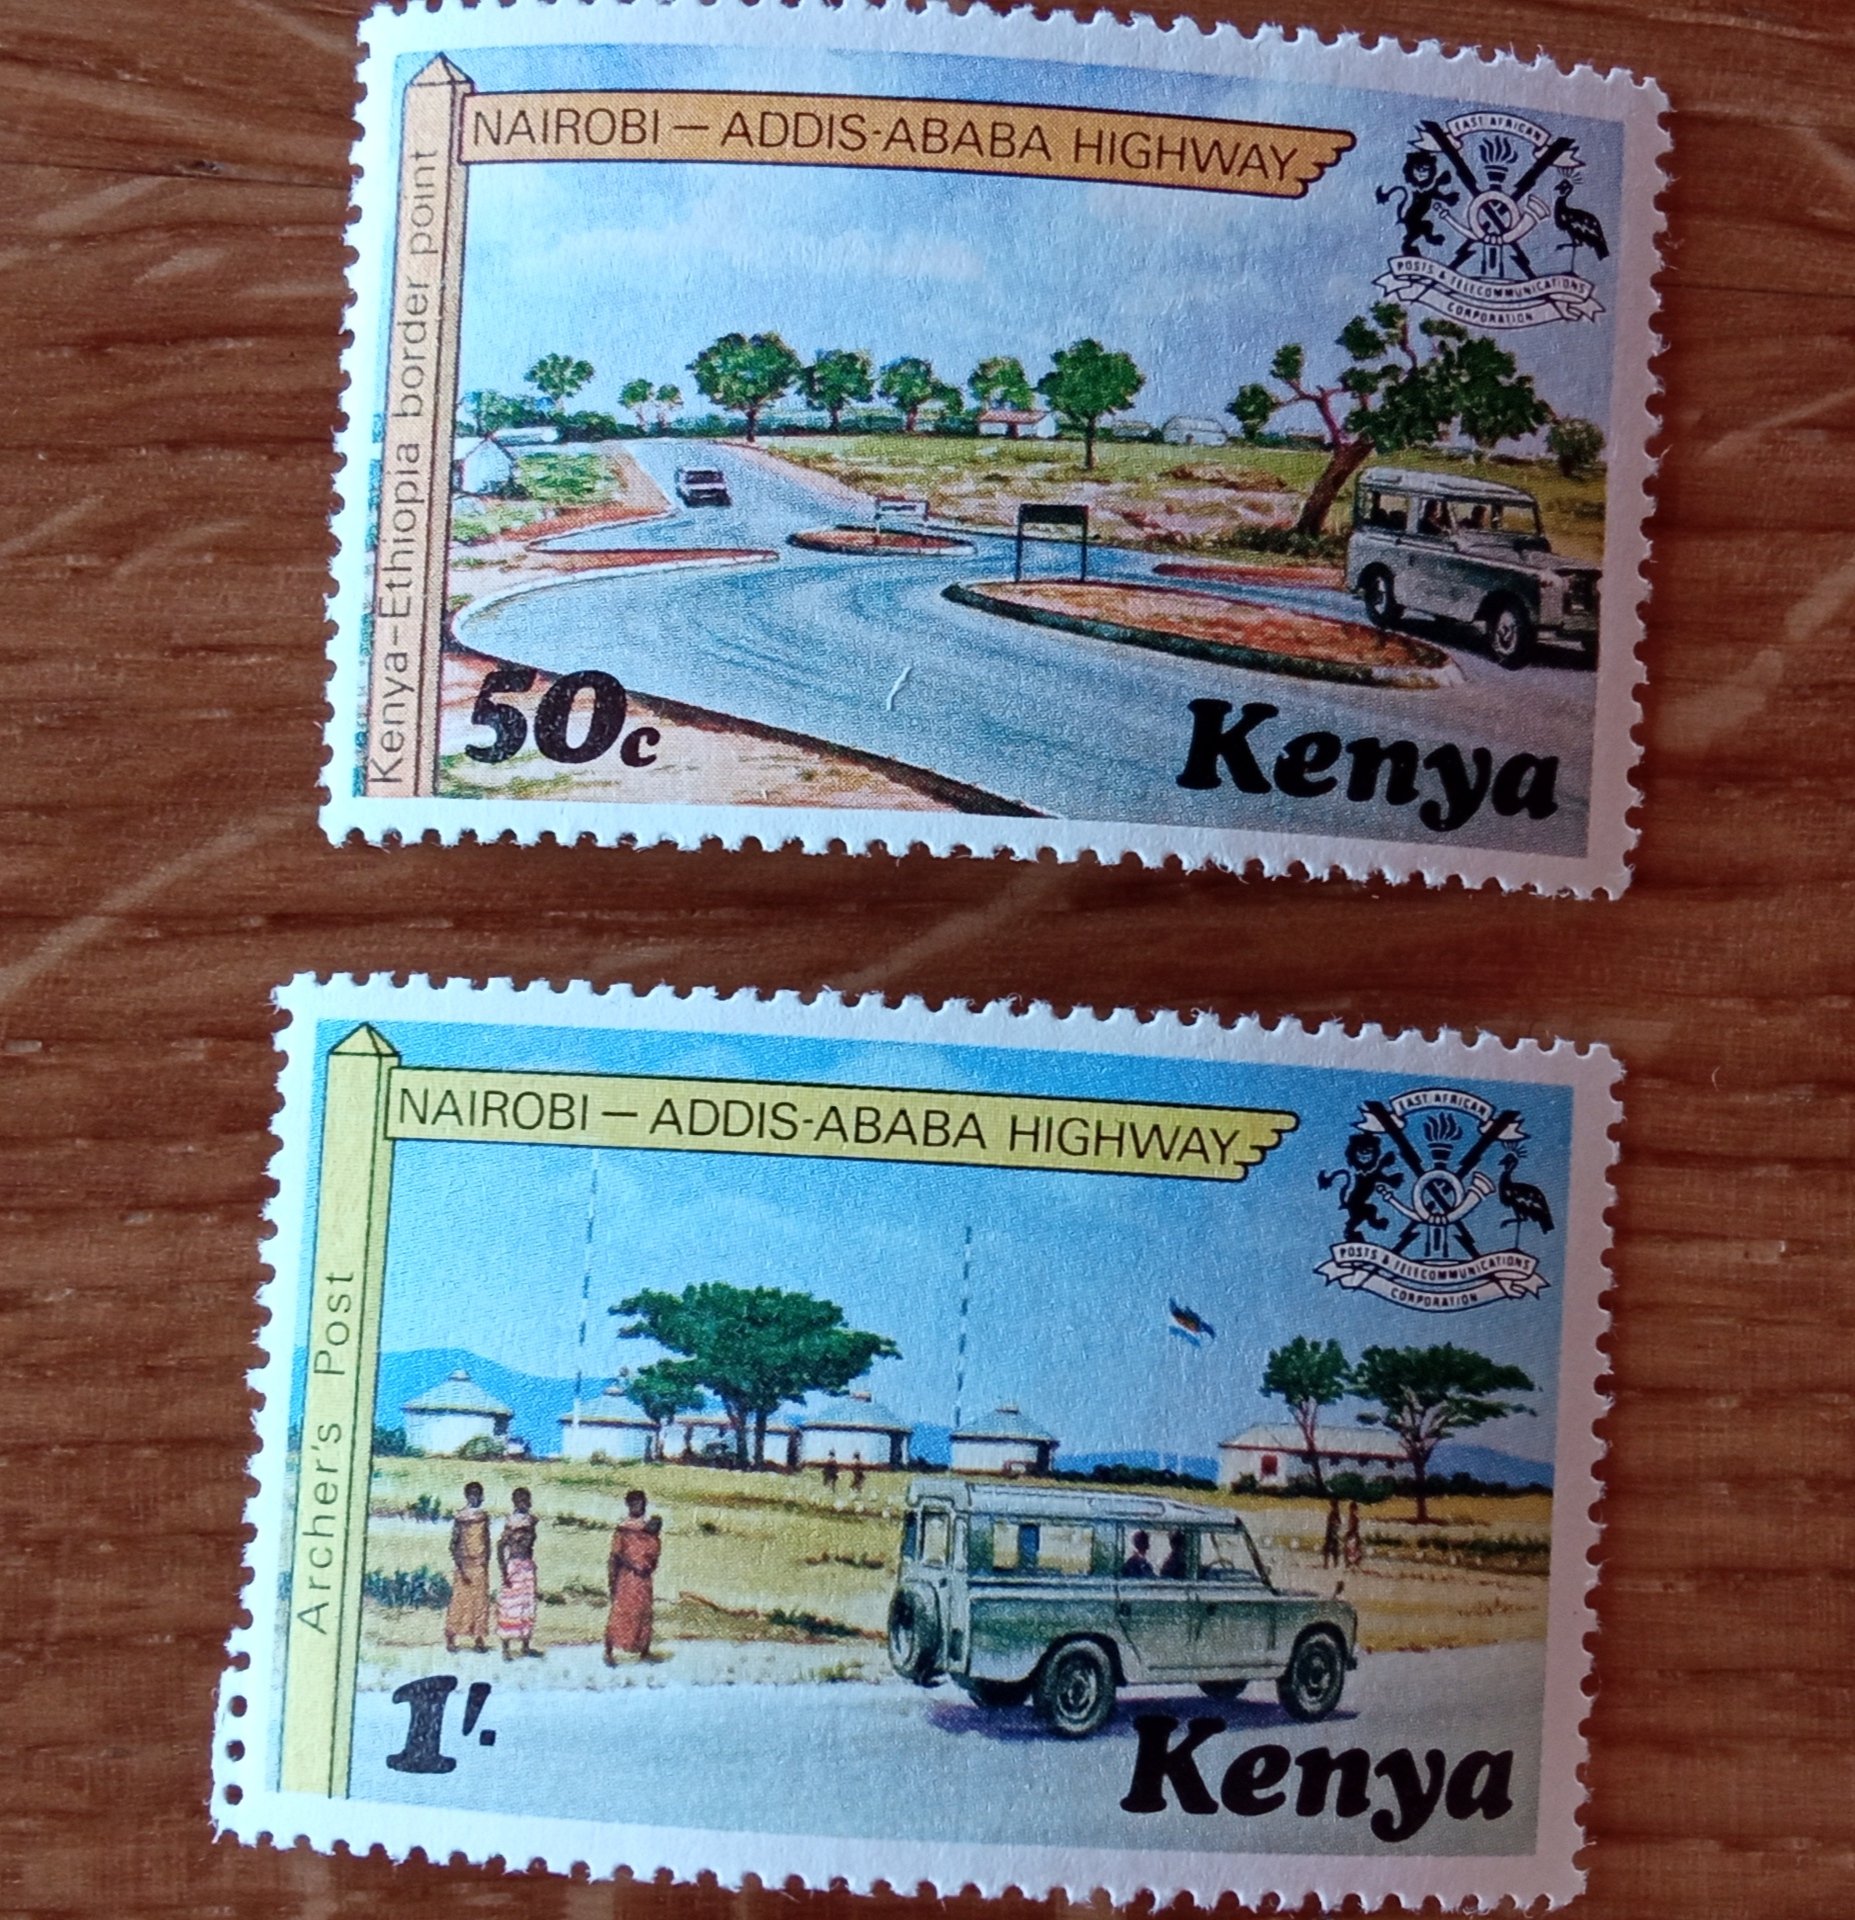 NAIROBI — ADDIS-ABABA HIGHWAY
EAST AFRICAN
POSTS & TELECOMMUNICATIONS
CORPORATION
Kenya-Ethiopia border point
50c
Kenya
NAIROBI — ADDIS-ABABA HIGHWAY
EAST AFRICAN
POSTS & TELECOMMUNICATIONS
CORPORATION
Archer's Post
1/-
Kenya